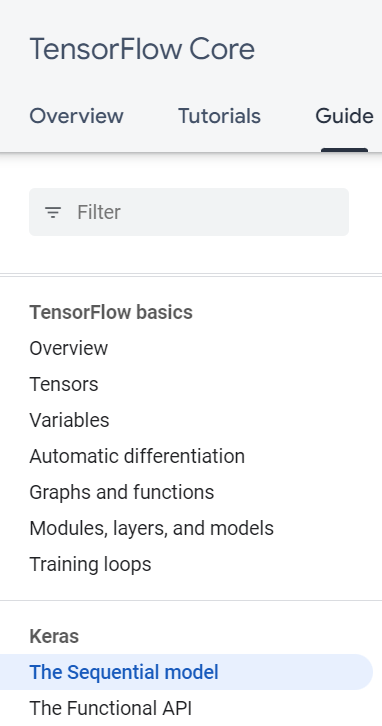 TensorFlow Core
Overview Tutorials Guide
Filter
TensorFlow basics
Overview
Tensors
Variables
Automatic differentiation
Graphs and functions
Modules, layers, and models
Training loops
Keras
The Sequential model
The Functional API